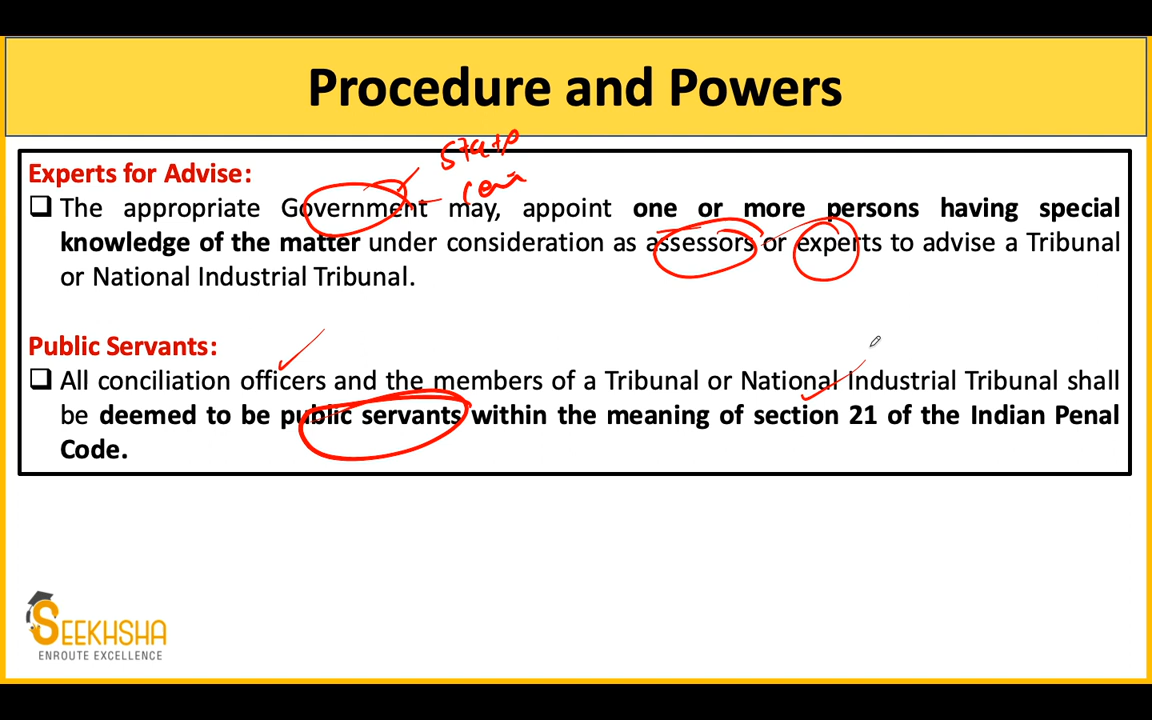 Procedure and Powers
State
Experts for Advise:
❑ The appropriate Government may, appoint one or more persons having special
knowledge of the matter under consideration as assessors or experts to advise a Tribunal
or National Industrial Tribunal.
Public Servants:
❑ All conciliation officers and the members of a Tribunal or National Industrial Tribunal shall
be deemed to be public servants within the meaning of section 21 of the Indian Penal
Code.
SEEKHSHA
ENROUTE EXCELLENCE